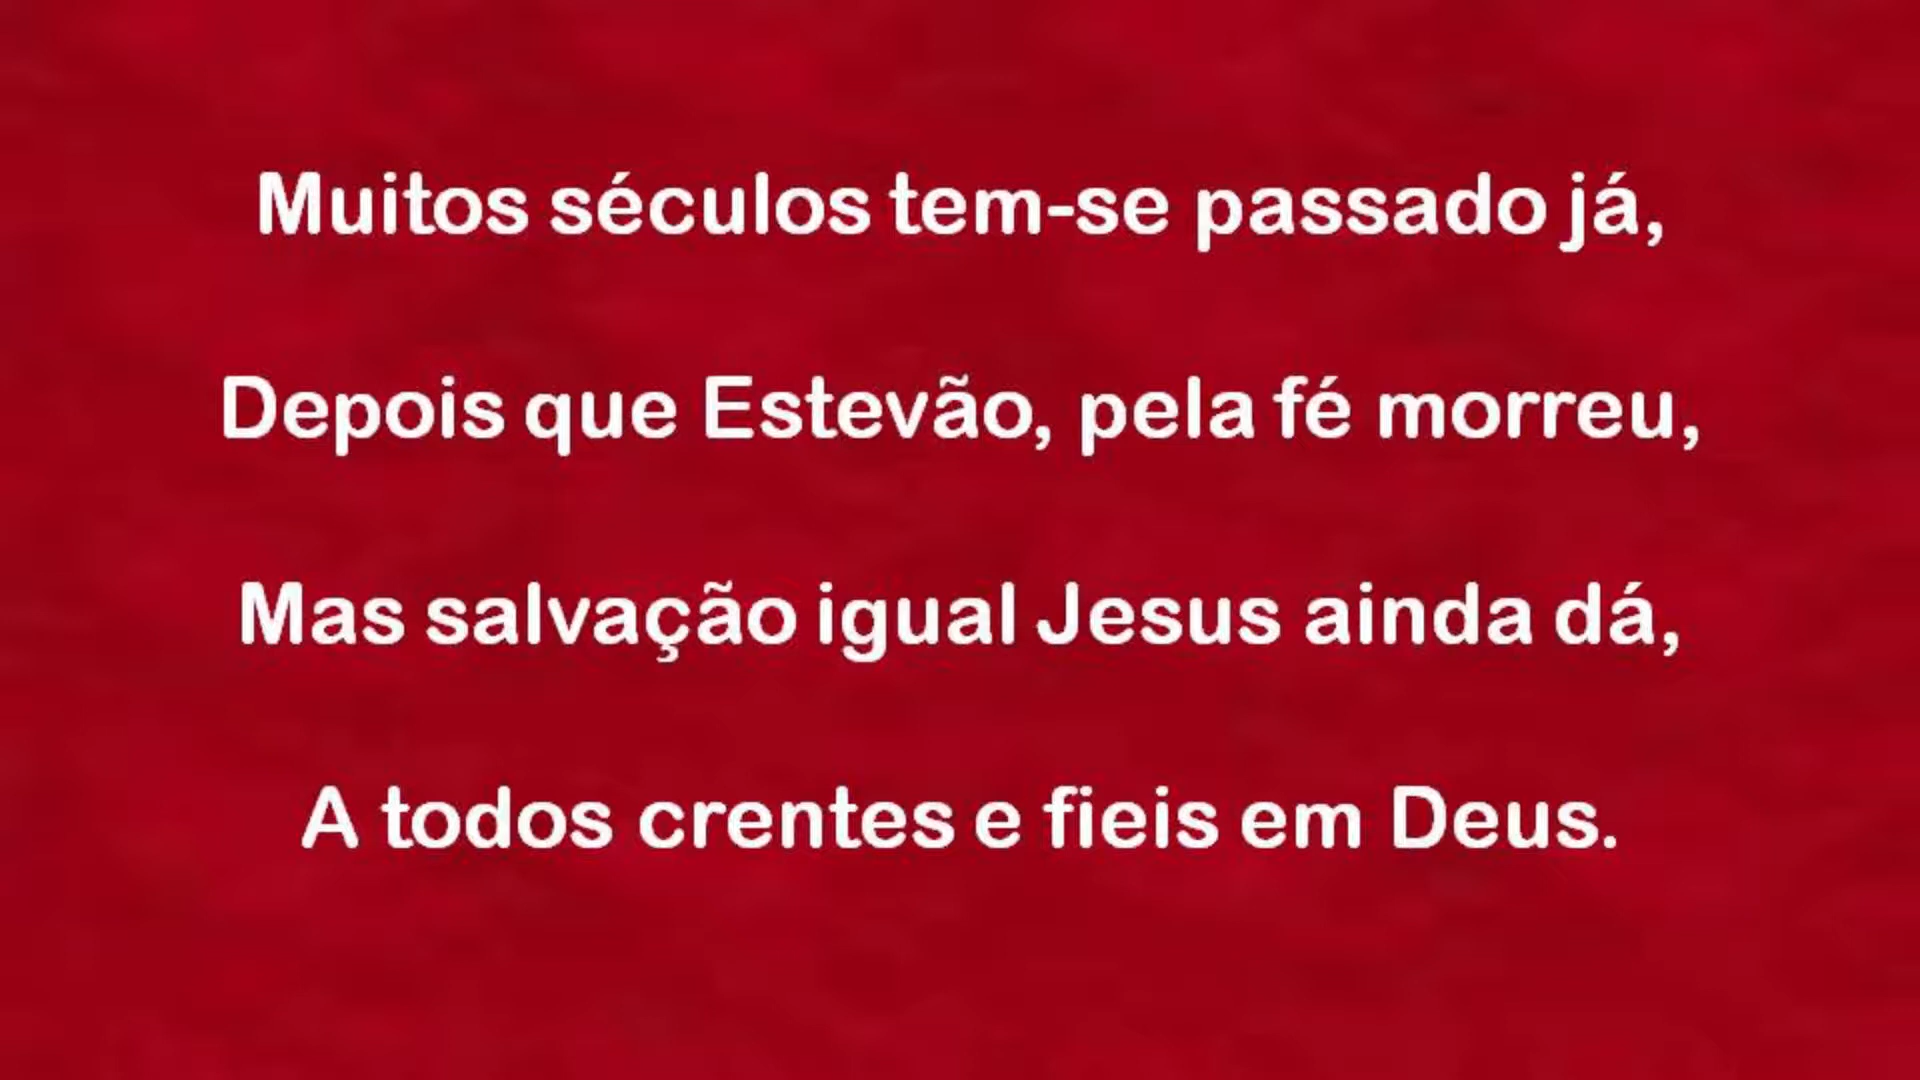 Muitos séculos tem-se passado já,
Depois que Estevão, pela fé morreu,
Mas salvação igual Jesus ainda dá,
A todos crentes e fieis em Deus.